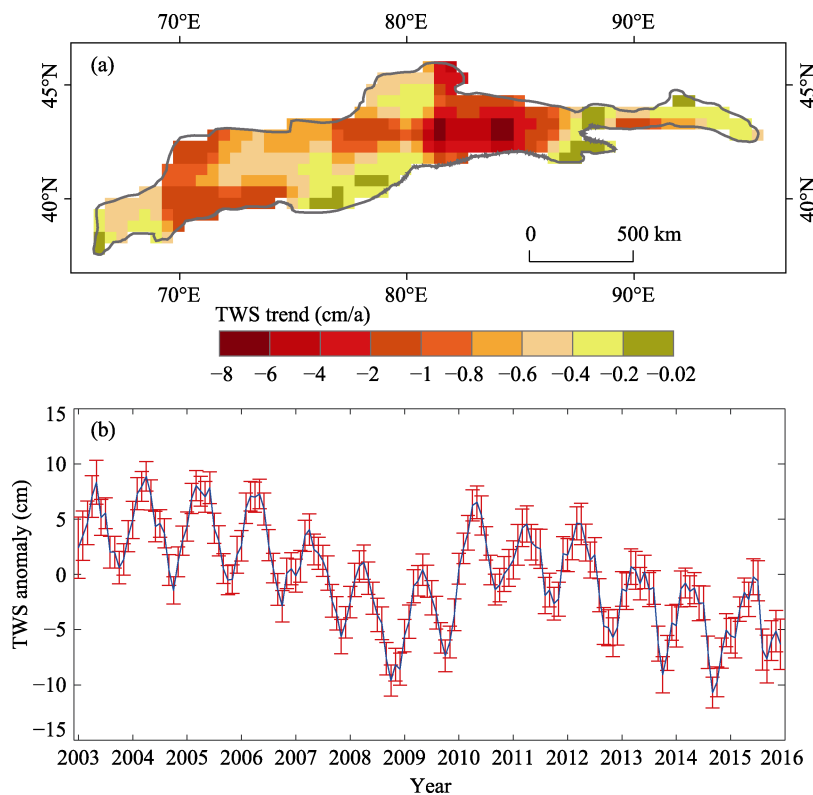 70°E 80°E 90°E
(a)
45°N 45°N
40°N 40°N
0 500 km
70°E 80°E 90°E
TWS trend (cm/a)
−8 −6 −4 −2 −1 −0.8 −0.6 −0.4 −0.2 −0.02
15
(b)
10
5
0
−5
−10
−15
TWS anomaly (cm)
2003 2004 2005 2006 2007 2008 2009 2010 2011 2012 2013 2014 2015 2016
Year